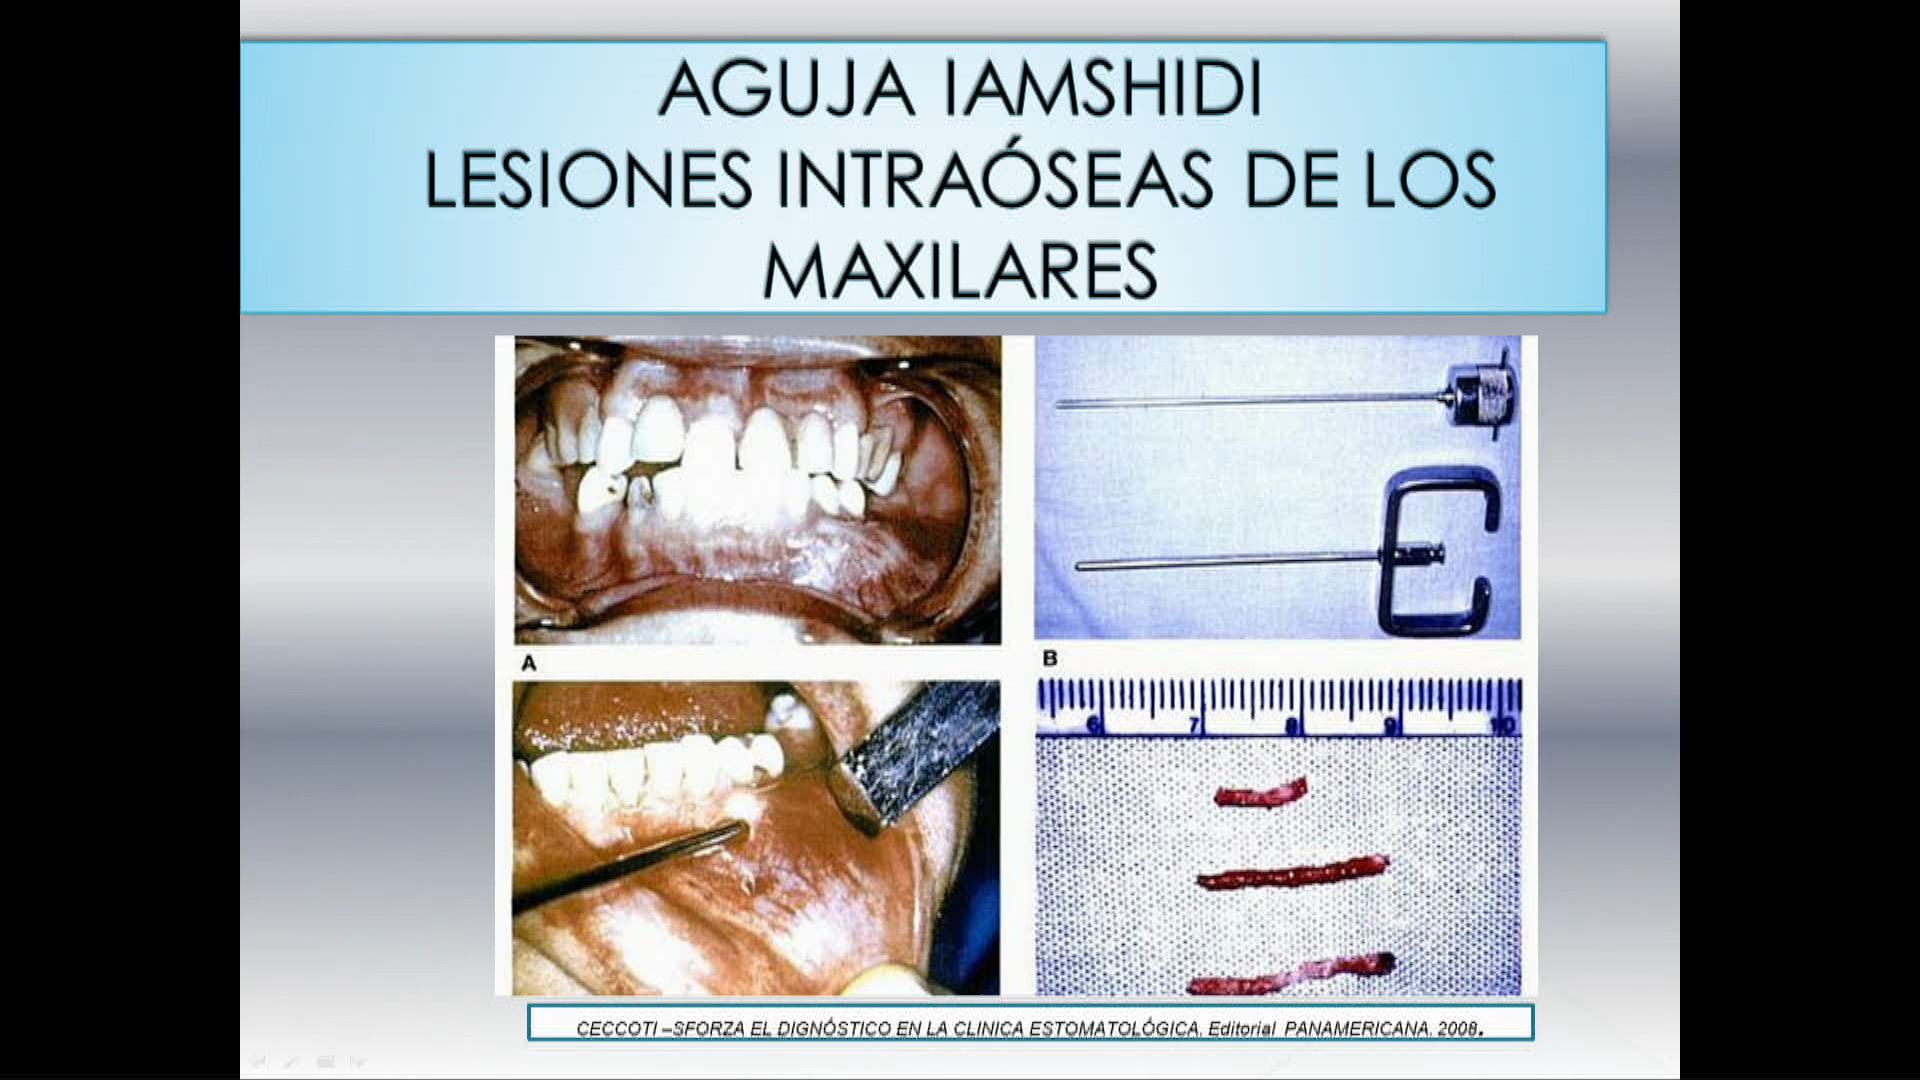 AGUJA IAMSHIDI
LESIONES INTRAÓSEAS DE LOS
MAXILARES
A
B
6 7 8 9 10
CECCOTI –SFORZA EL DIGNÓSTICO EN LA CLINICA ESTOMATOLÓGICA. Editorial PANAMERICANA. 2008.